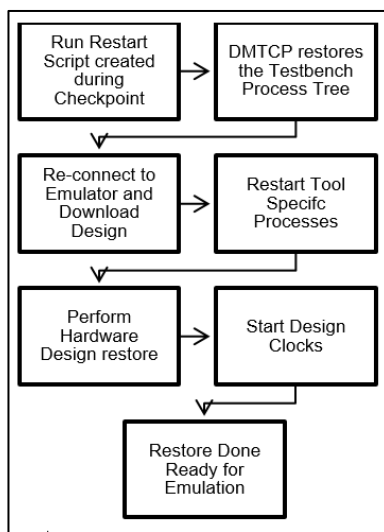 Run Restart
Script created
during
Checkpoint
DMTCP restores
the Testbench
Process Tree
Re-connect to
Emulator and
Download
Design
Restart Tool
Specifc
Processes
Perform
Hardware
Design restore
Start Design
Clocks
Restore Done
Ready for
Emulation